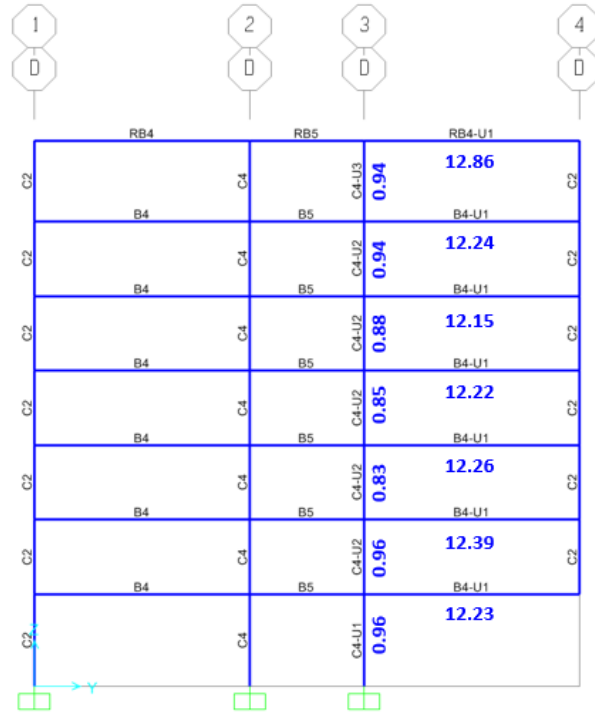 1 2 3 4
D D D D
RB4 RB5 RB4-U1
C2 C4 C4-U3 0.94 12.86 C2
B4 B5 B4-U1
C2 C4 C4-U2 0.94 12.24 C2
B4 B5 B4-U1
C2 C4 C4-U2 0.88 12.15 C2
B4 B5 B4-U1
C2 C4 C4-U2 0.85 12.22 C2
B4 B5 B4-U1
C2 C4 C4-U2 0.83 12.26 C2
B4 B5 B4-U1
C2 C4 C4-U2 0.96 12.39 C2
B4 B5 B4-U1
C2 C4 C4-U1 0.96 12.23
Y